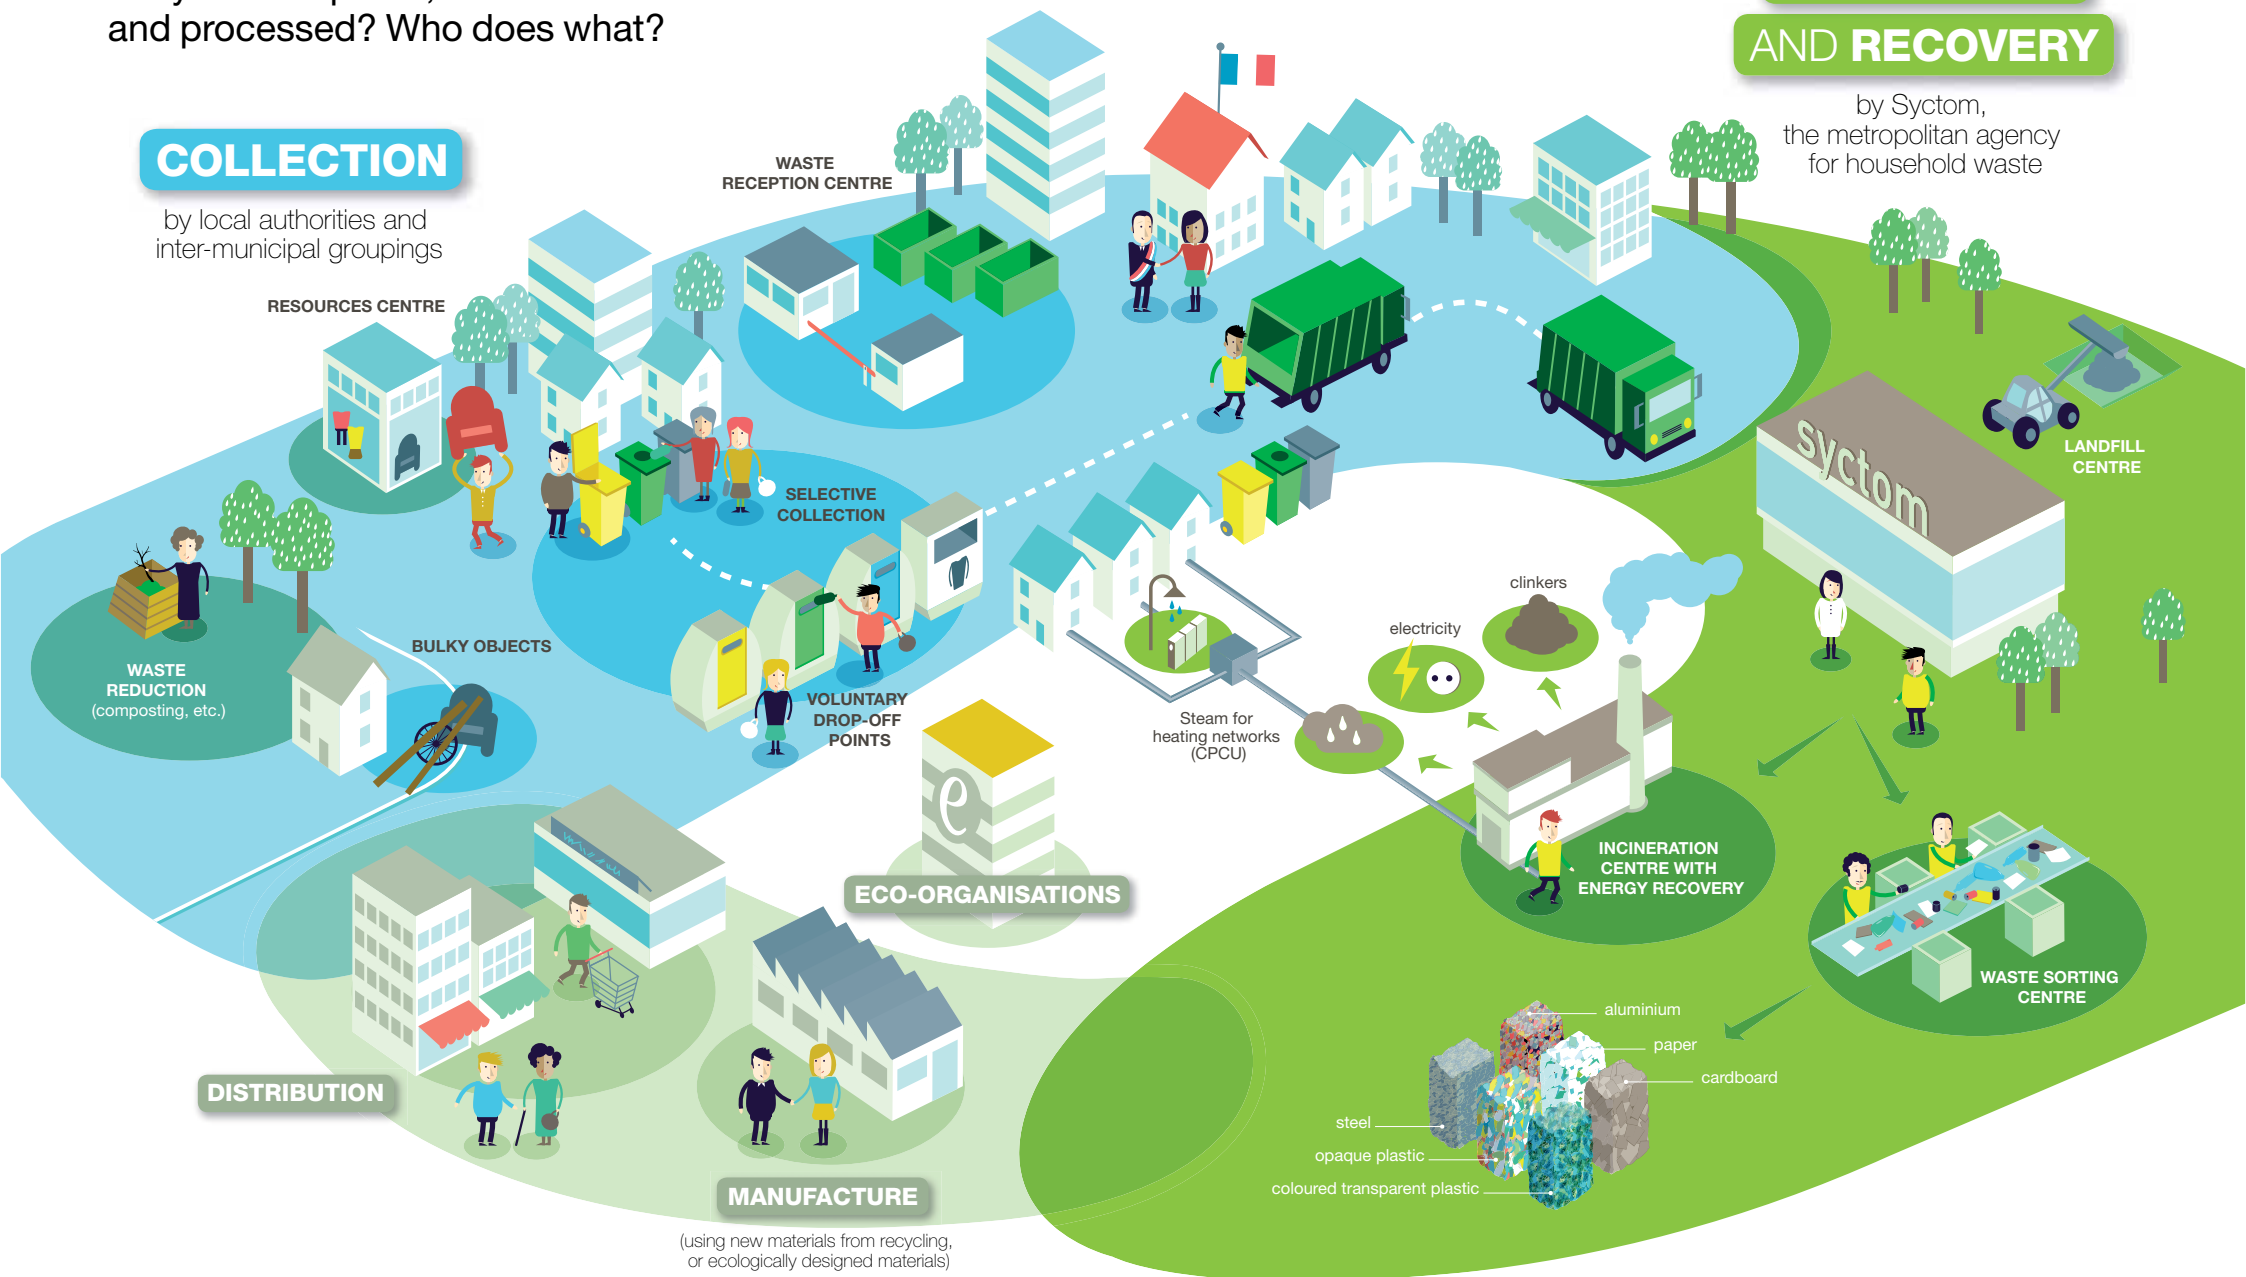 and processed? Who does what?
AND RECOVERY
by Syctom,
the metropolitan agency
for household waste
COLLECTION
by local authorities and
inter-municipal groupings
WASTE
RECEPTION CENTRE
RESOURCES CENTRE
SELECTIVE
COLLECTION
syctom
LANDFILL
CENTRE
WASTE
REDUCTION
(composting, etc.)
BULKY OBJECTS
VOLUNTARY
DROP-OFF
POINTS
clinkers
electricity
Steam for
heating networks
(CPCU)
e
ECO-ORGANISATIONS
INCINERATION
CENTRE WITH
ENERGY RECOVERY
WASTE SORTING
CENTRE
DISTRIBUTION
MANUFACTURE
(using new materials from recycling,
or ecologically designed materials)
aluminium
paper
cardboard
steel
opaque plastic
coloured transparent plastic